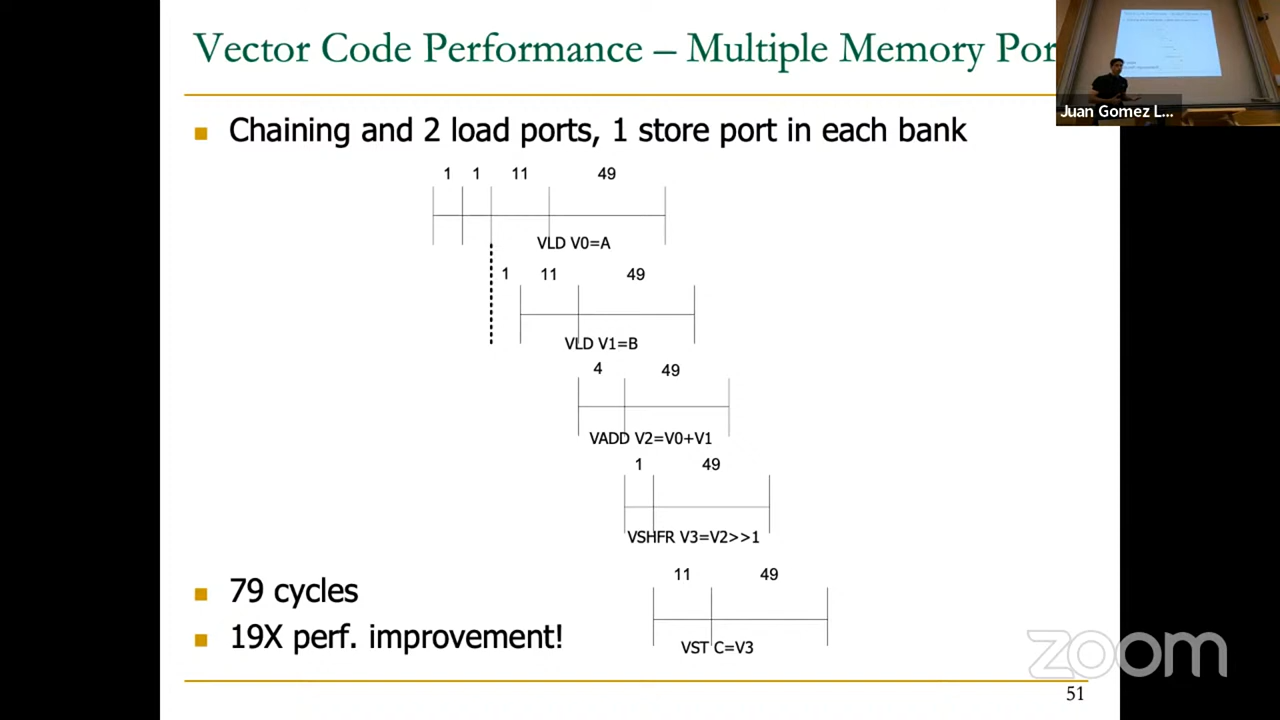 Vector Code Performance – Multiple Memory Por
Juan Gomez L...
Chaining and 2 load ports, 1 store port in each bank
1 1 11 49
VLD V0=A
1 11 49
VLD V1=B
4 49
VADD V2=V0+V1
1 49
VSHFR V3=V2>>1
11 49
VST C=V3
79 cycles
19X perf. improvement!
zoom
51